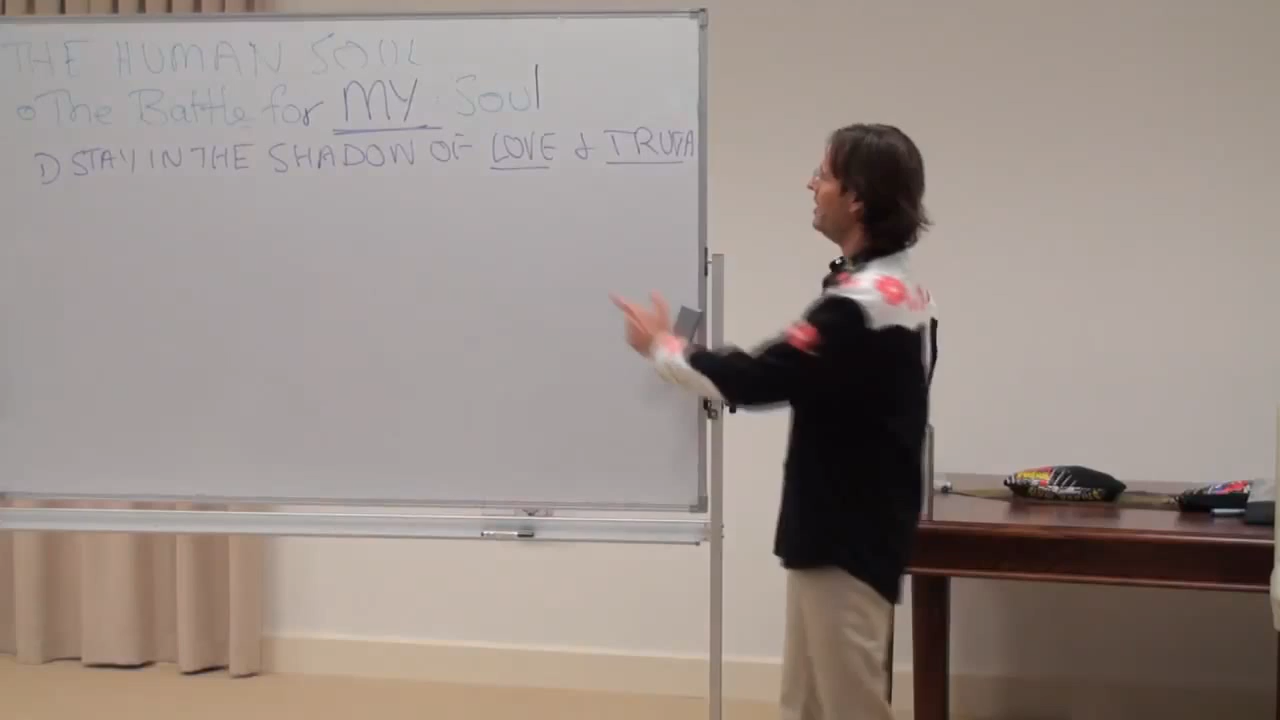 THE HUMAN SOUL
The Battle for MY Soul
1) STAY IN THE SHADOW OF LOVE & TRUTH